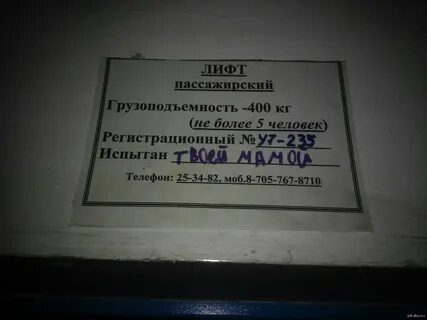 ЛИФТ
пассажирский
Грузоподъемность -400 кг
(не более 5 человек)
Регистрационный № У7-235
Испытан ТВОЕЙ МАМОЙ
Телефон: 25-34-82, моб.8-705-767-8710